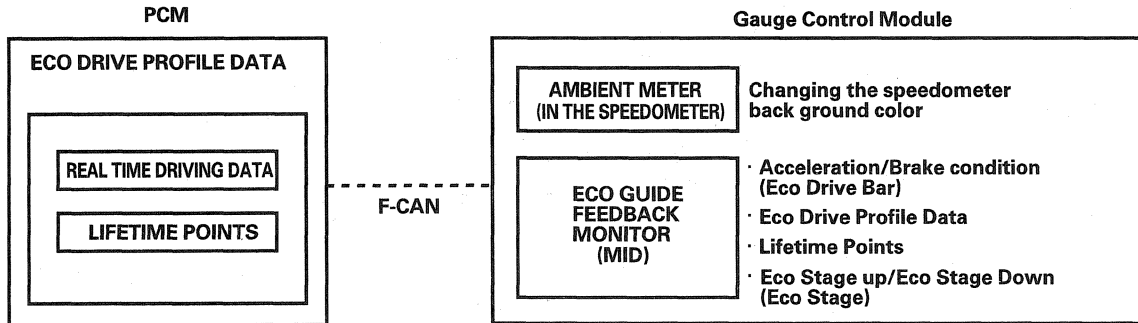 PCM
ECO DRIVE PROFILE DATA
REAL TIME DRIVING DATA
LIFETIME POINTS
F-CAN
Gauge Control Module
AMBIENT METER
(IN THE SPEEDOMETER)
Changing the speedometer
back ground color
ECO GUIDE
FEEDBACK
MONITOR
(MID)
· Acceleration/Brake condition
(Eco Drive Bar)
· Eco Drive Profile Data
· Lifetime Points
· Eco Stage up/Eco Stage Down
(Eco Stage)